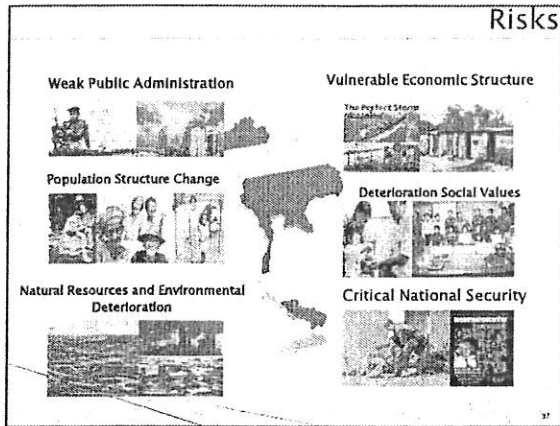 Risks
Weak Public Administration
Vulnerable Economic Structure
The Perfect Storm
Population Structure Change
Deterioration Social Values
Natural Resources and Environmental
Deterioration
Critical National Security
37